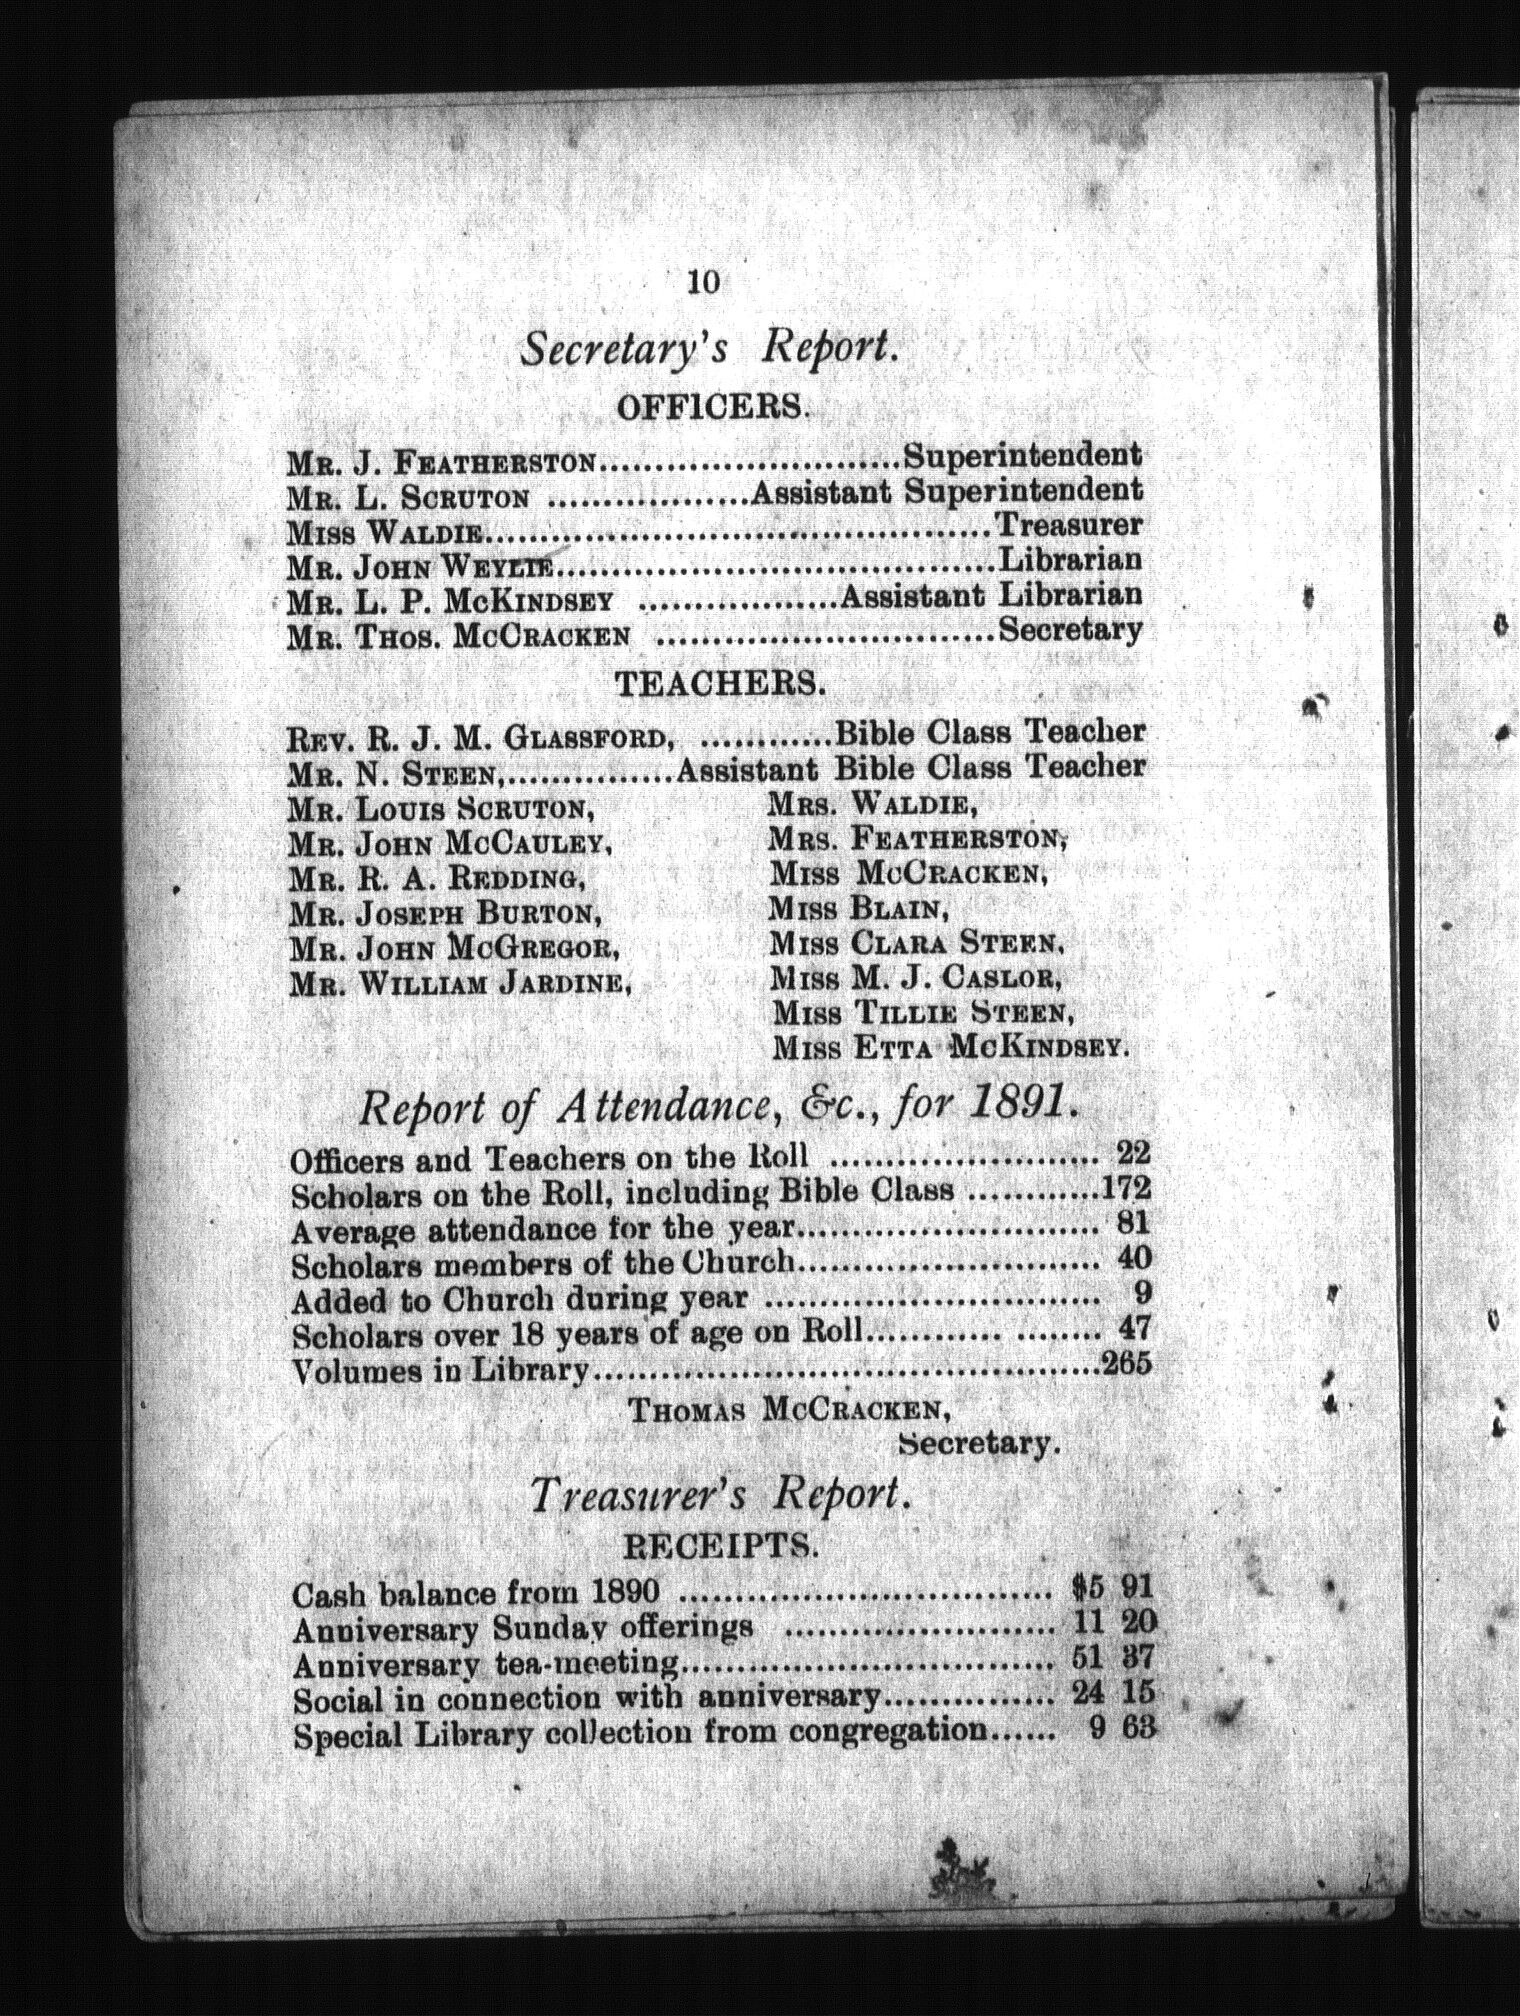 10
Secretary's Report.
OFFICERS.
MR. J. FEATHERSTON...........................Superintendent
MR. L. SCRUTON ..................Assistant Superintendent
MISS WALDIE.............................................Treasurer
MR. JOHN WEYLIE.......................................Librarian
MR. L. P. MCKINDSEY ..................Assistant Librarian
MR. THOS. MCCRACKEN ..............................Secretary
TEACHERS.
REV. R. J. M. GLASSFORD, ............Bible Class Teacher
MR. N. STEEN,...............Assistant Bible Class Teacher
MR. LOUIS SCRUTON, MRS. WALDIE,
MR. JOHN MCCAULEY, MRS. FEATHERSTON,
MR. R. A. REDDING, MISS MCCRACKEN,
MR. JOSEPH BURTON, MISS BLAIN,
MR. JOHN MCGREGOR, MISS CLARA STEEN,
MR. WILLIAM JARDINE, MISS M. J. CASLOR,
MISS TILLIE STEEN,
MISS ETTA MCKINDSEY.
Report of Attendance, &c., for 1891.
Officers and Teachers on the Roll ........................ 22
Scholars on the Roll, including Bible Class ............172
Average attendance for the year........................... 81
Scholars members of the Church........................... 40
Added to Church during year .............................. 9
Scholars over 18 years of age on Roll............ ........ 47
Volumes in Library.............................................265
THOMAS MCCRACKEN,
Secretary.
Treasurer's Report.
RECEIPTS.
Cash balance from 1890 ................................. $5 91
Anniversary Sunday offerings ........................ 11 20
Anniversary tea-meeting................................. 51 37
Social in connection with anniversary............... 24 15
Special Library collection from congregation...... 9 63